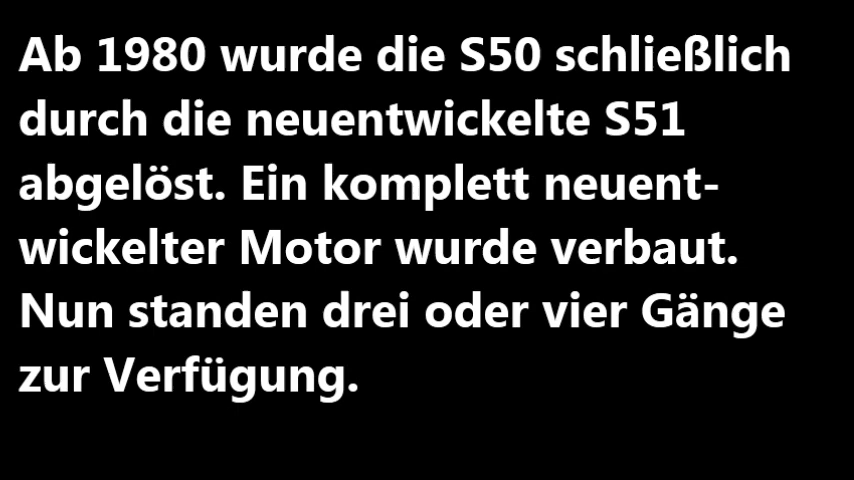 Ab 1980 wurde die S50 schließlich
durch die neuentwickelte S51
abgelöst. Ein komplett neuent-
wickelter Motor wurde verbaut.
Nun standen drei oder vier Gänge
zur Verfügung.